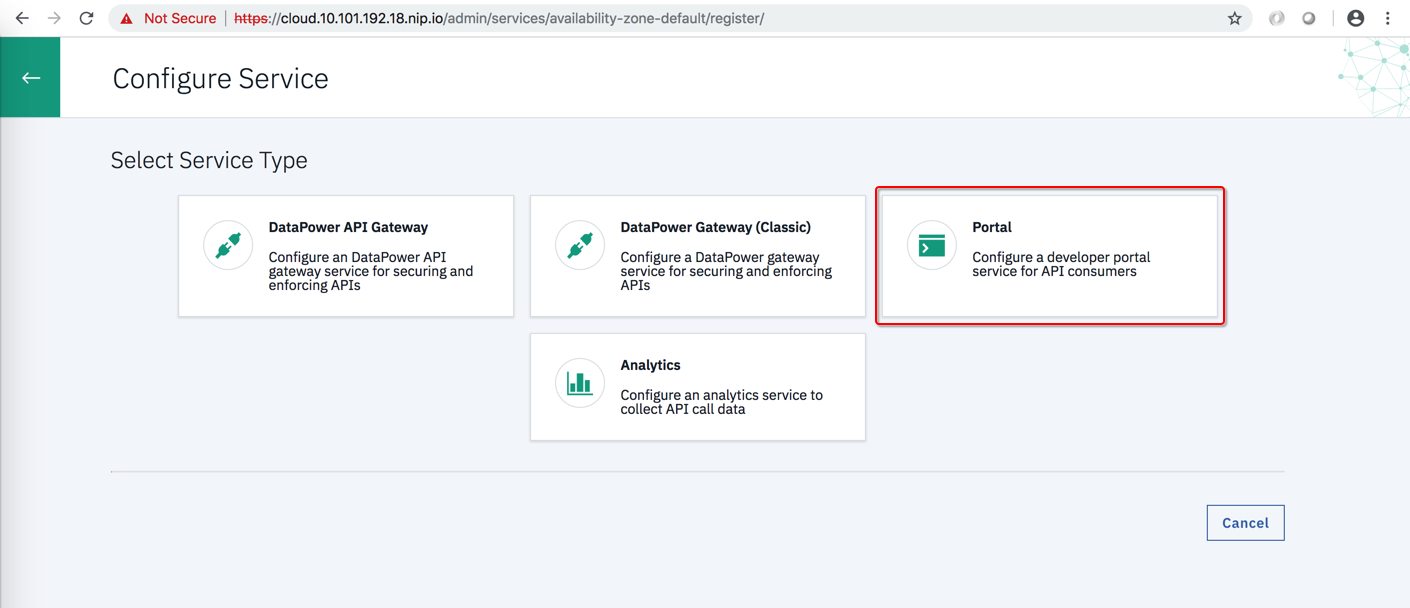 Not Secure | https://cloud.10.101.192.18.nip.io/admin/services/availability-zone-default/register/
Configure Service
Select Service Type
DataPower API Gateway
Configure an DataPower API
gateway service for securing and
enforcing APIs
DataPower Gateway (Classic)
Configure a DataPower gateway
service for securing and enforcing
APIs
Portal
Configure a developer portal
service for API consumers
Analytics
Configure an analytics service to
collect API call data
Cancel